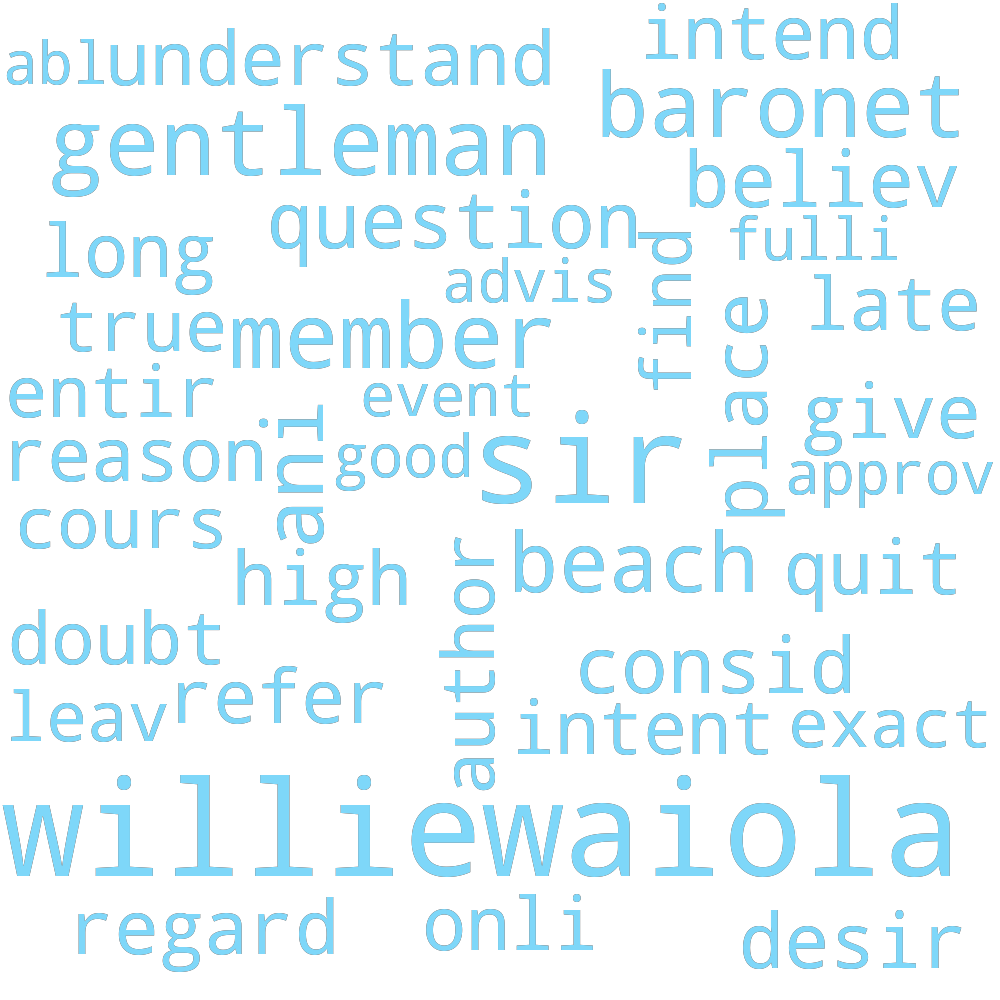 intend
abl
understand
baronet
gentleman
believ
question
fulli
long
find
advis
late
true
member
place
entir
event
give
reason
ani
good
sir
approv
cours
high
author
beach
quit
doubt
consid
leav
refer
intent
exact
williewaiola
regard
onli
desir